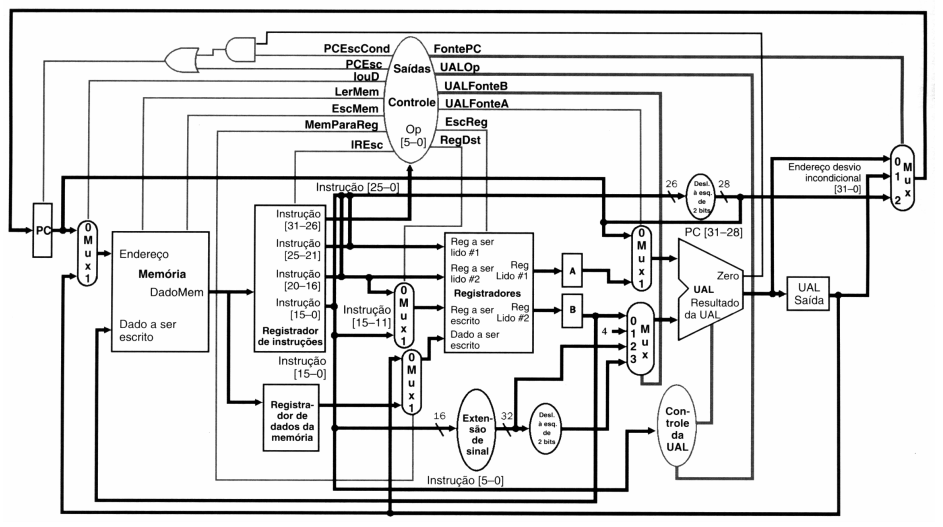 PCEscCond
FontePC
PCEsc
UALOp
IouD
UALFonteB
LerMem
UALFonteA
EscMem
EscReg
MemParaReg
RegDst
IREsc
Saídas
Controle
Op
[5–0]
Instrução [25–0]
26
28
Desl.
à esq.
de
2 bits
Endereço desvio
incondicional
[31-0]
0
1
2
M
u
x
PC
0
M
u
x
1
Endereço
Memória
DadoMem
Dado a ser
escrito
Instrução
[31–26]
Instrução
[25–21]
Instrução
[20–16]
Instrução
[15–0]
Registrador
de instruções
Instrução
[15–0]
Registra-
dor de
dados da
memória
Instrução
[15–11]
0
M
u
x
1
0
M
u
x
1
Reg a ser
lido #1
Reg a ser
lido #2
Registradores
Reg a ser
escrito
Dado a ser
escrito
Reg
Lido #1
Reg
Lido #2
A
B
4
0
M
u
x
1
0
1
2
3
M
u
x
PC [31–28]
Zero
UAL
Resultado
da UAL
UAL
Saída
16
Exten-
são de
sinal
32
Desl.
à esq.
de
2 bits
Con-
trole
da
UAL
Instrução [5–0]